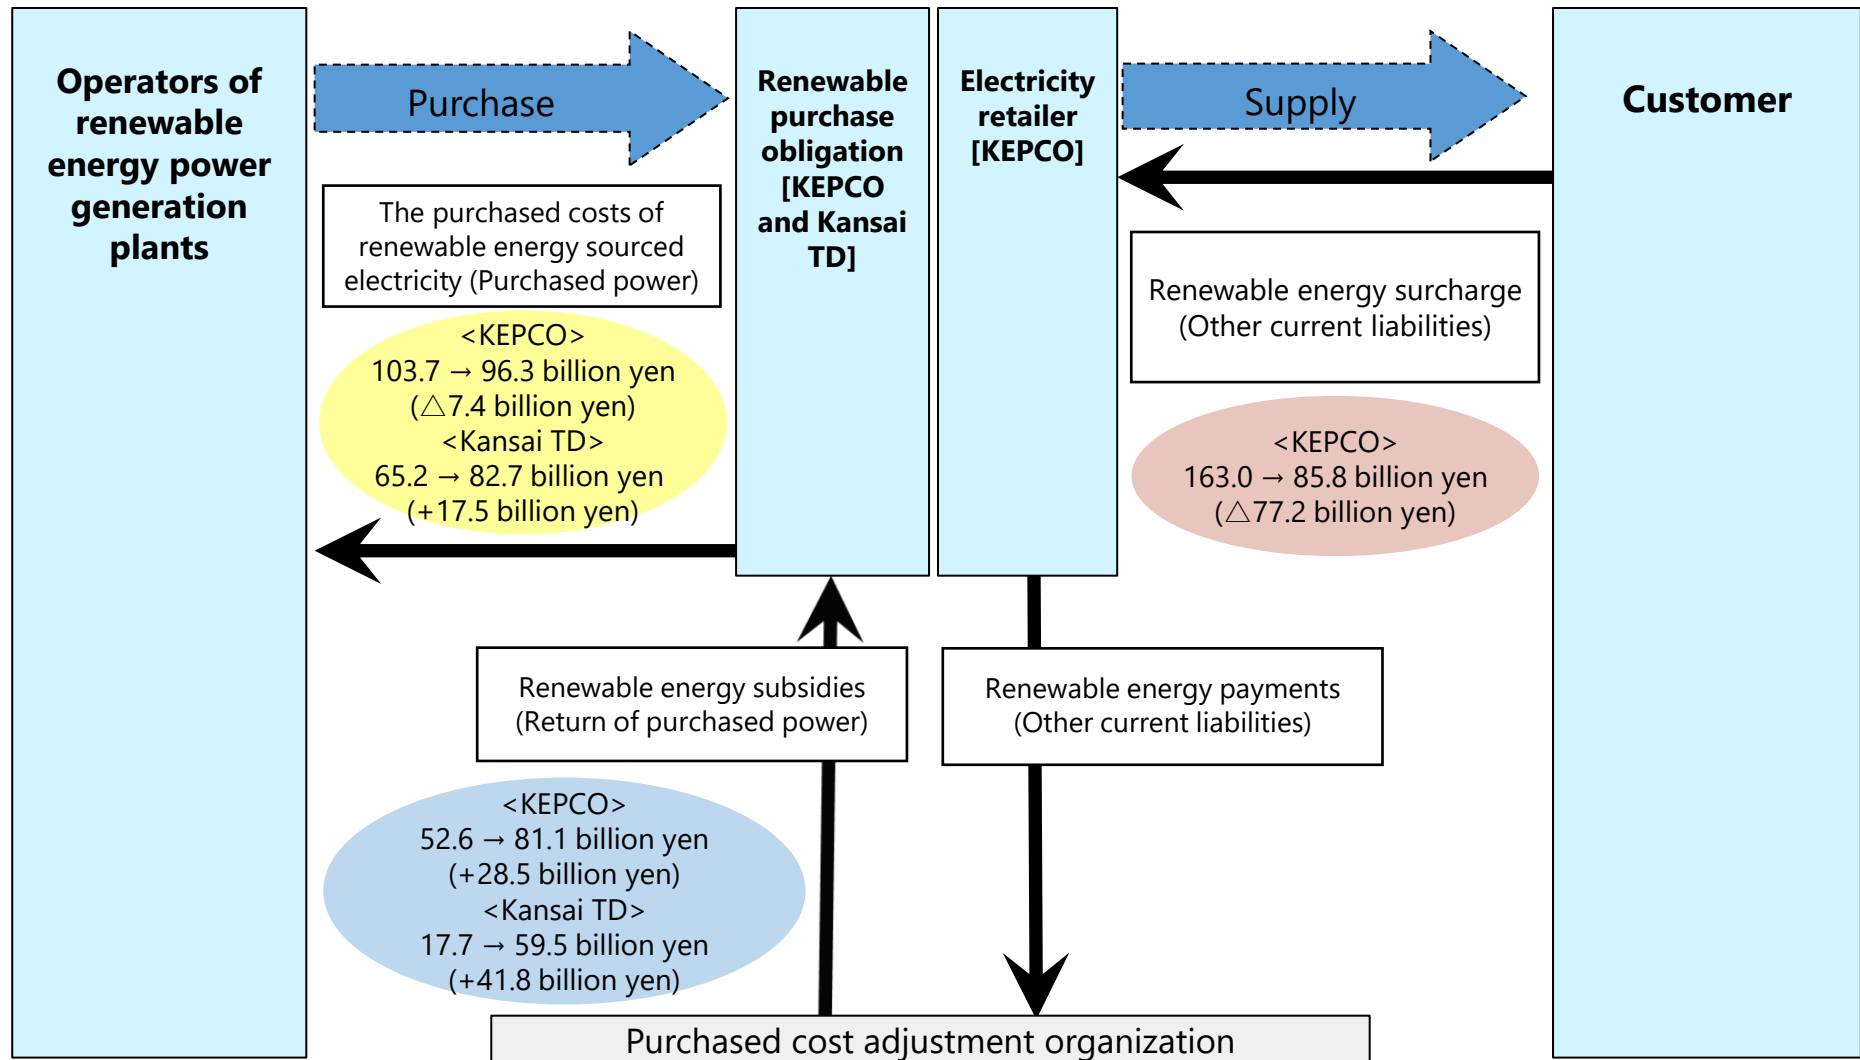 Operators of
renewable
energy power
generation
plants
Purchase
The purchased costs of
renewable energy sourced
electricity (Purchased power)
<KEPCO>
103.7 → 96.3 billion yen
(△7.4 billion yen)
<Kansai TD>
65.2 → 82.7 billion yen
(+17.5 billion yen)
Renewable
purchase
obligation
[KEPCO
and Kansai
TD]
Electricity
retailer
[KEPCO]
Supply
Renewable energy surcharge
(Other current liabilities)
<KEPCO>
163.0 → 85.8 billion yen
(△77.2 billion yen)
Customer
Renewable energy subsidies
(Return of purchased power)
<KEPCO>
52.6 → 81.1 billion yen
(+28.5 billion yen)
<Kansai TD>
17.7 → 59.5 billion yen
(+41.8 billion yen)
Renewable energy payments
(Other current liabilities)
Purchased cost adjustment organization